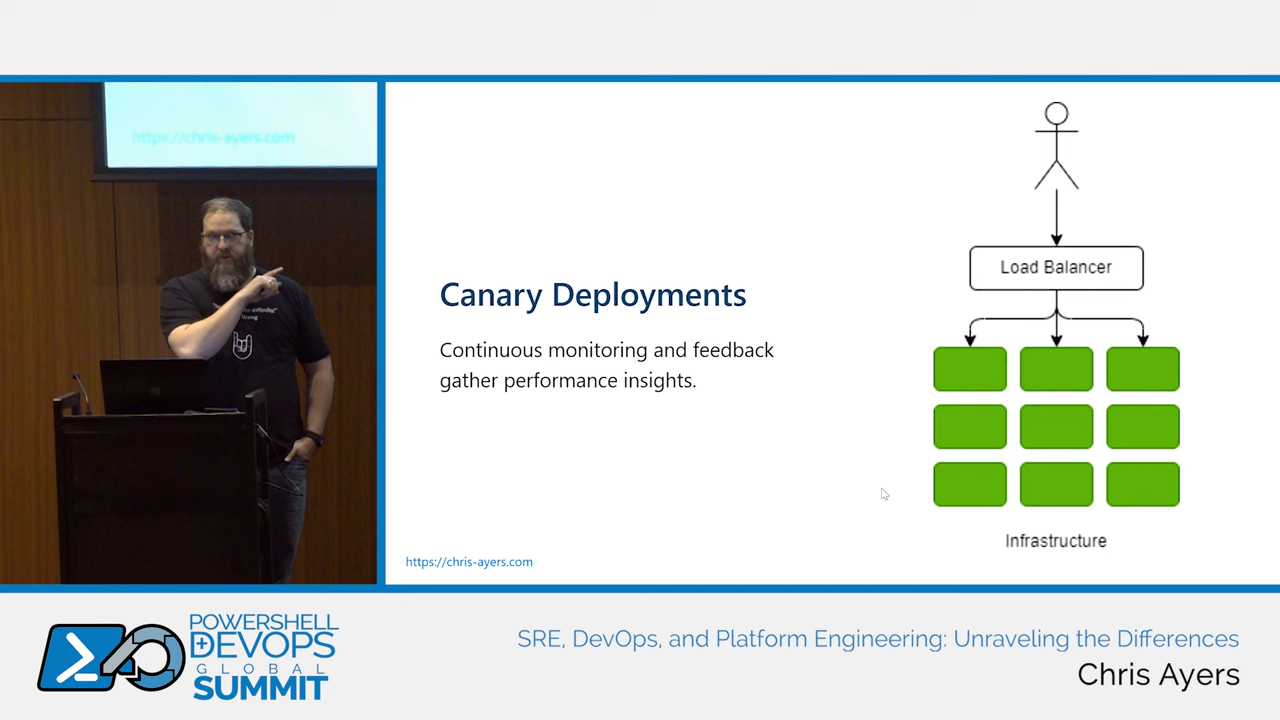 https://chris-ayers.com
Canary Deployments
Continuous monitoring and feedback
gather performance insights.
https://chris-ayers.com
Load Balancer
Infrastructure
POWERSHELL
+DEVOPS
GLOBAL
SUMMIT
SRE, DevOps, and Platform Engineering: Unraveling the Differences
Chris Ayers